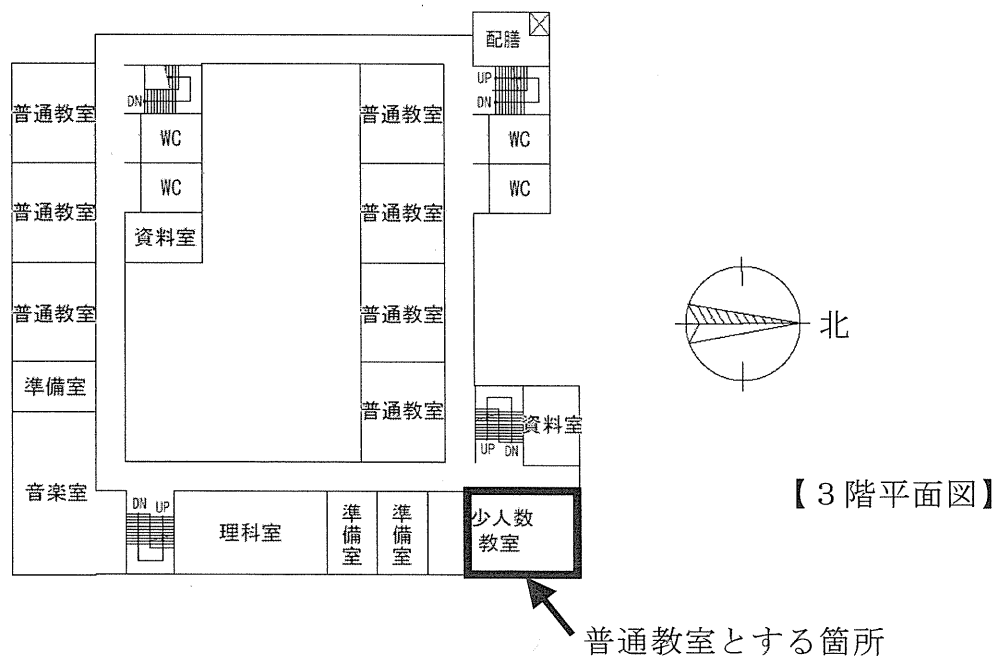 配膳
UP
DN
DN
普通教室
普通教室
WC
WC
WC
WC
普通教室
普通教室
資料室
普通教室
普通教室
北
準備室
普通教室
資料室
UP DN
音楽室
DN UP
理科室
準備室
準備室
少人数
教室
【3階平面図】
普通教室とする箇所